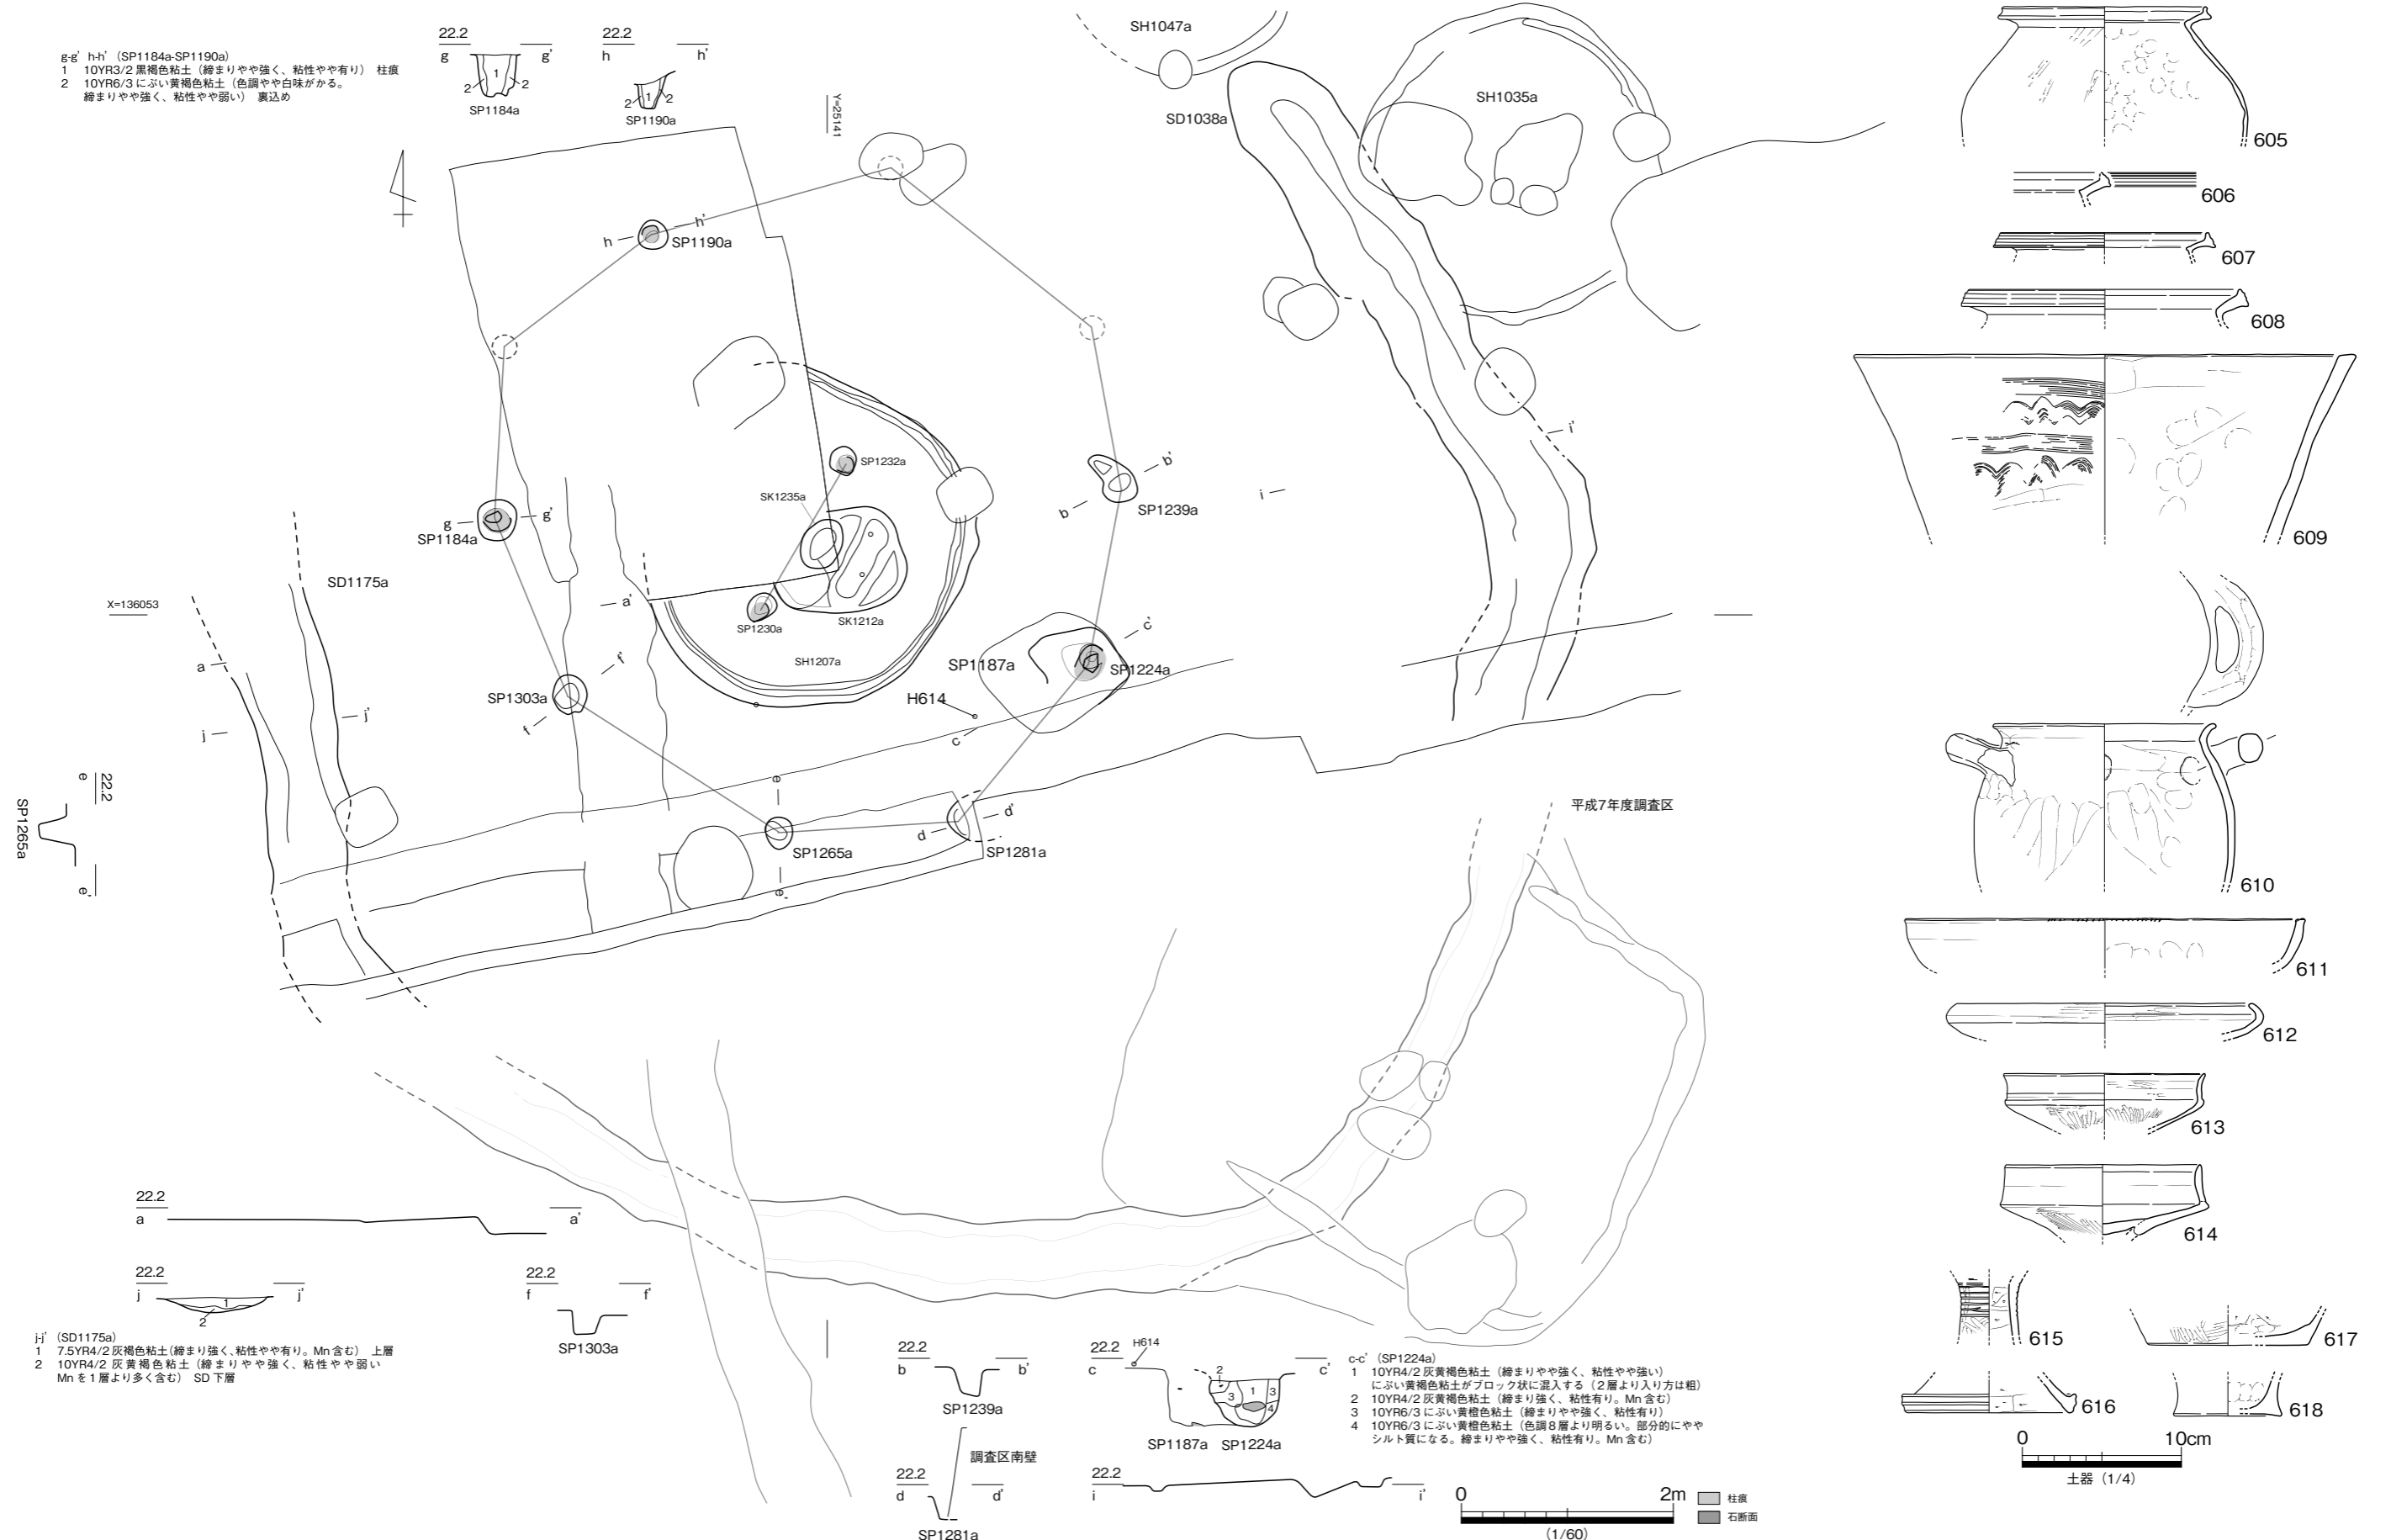 g-g’ h-h’（SP1184a-SP1190a）
1 10YR3/2 黒褐色粘土（締まりやや強く、粘性やや有り） 柱痕
2 10YR6/3 にぶい黄褐色粘土（色調やや白味がかる。
締まりやや強く、粘性やや弱い） 裏込め
22.2
g
g’
1
2
2
SP1184a
22.2
h
h’
2
1
2
SP1190a
Y=25141
SH1047a
SD1038a
SH1035a
h
h’
SP1190a
SP1232a
SK1235a
b’
b
SP1239a
i
i’
g
g’
SP1184a
SD1175a
X=136053
a’
SP1230a
SK1212a
SH1207a
c’
SP1187a
SP1224a
a
f’
SP1303a
f
H614
c
j’
j
e
e’
d
d’
SP1265a
SP1281a
平成7年度調査区
22.2
e
e’
SP1265a
22.2
a
a’
22.2
j
j’
1
2
j-j’（SD1175a）
1 7.5YR4/2 灰褐色粘土（締まり強く、粘性やや有り。Mn 含む） 上層
2 10YR4/2 灰黄褐色粘土（締まりやや強く、粘性やや弱い
Mn を 1 層より多く含む） SD 下層
22.2
f
f’
SP1303a
22.2
b
b’
SP1239a
調査区南壁
22.2
d
d’
SP1281a
22.2
H614
c
c’
2
3
1
3
4
SP1187a
SP1224a
c-c’（SP1224a）
1 10YR4/2 灰黄褐色粘土（締まりやや強く、粘性やや強い）
にぶい黄褐色粘土がブロック状に混入する（２層より入り方は粗）
2 10YR4/2 灰黄褐色粘土（締まり強く、粘性有り。Mn 含む）
3 10YR6/3 にぶい黄橙色粘土（締まりやや強く、粘性有り）
4 10YR6/3 にぶい黄橙色粘土（色調８層より明るい。部分的にやや
シルト質になる。締まりやや強く、粘性有り。Mn 含む）
22.2
i
i’
0
2m
(1/60)
柱痕
石断面
605
606
607
608
609
610
611
612
613
614
615
616
617
618
0
10cm
土器（1/4）